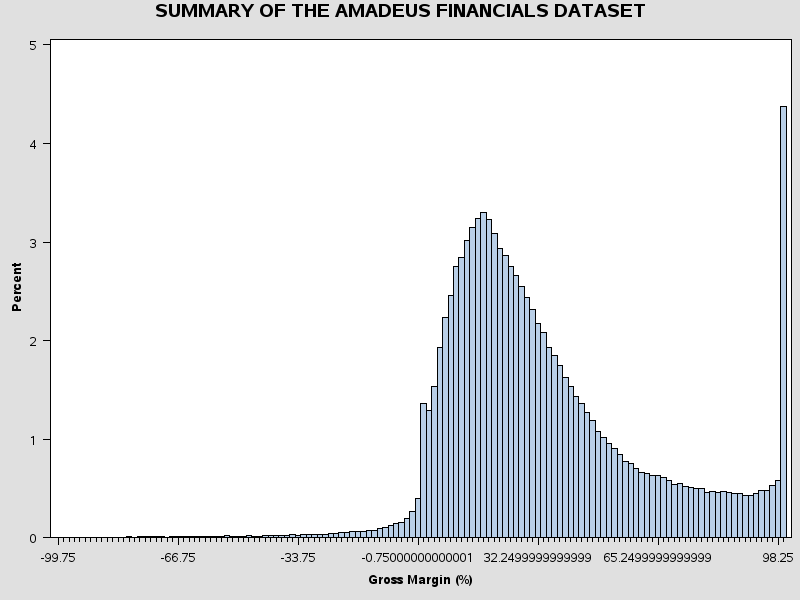 SUMMARY OF THE AMADEUS FINANCIALS DATASET
5
4
3
2
1
0
Percent
-99.75 -66.75 -33.75 -0.75000000000001 32.2499999999999 65.2499999999999 98.25
Gross Margin (%)